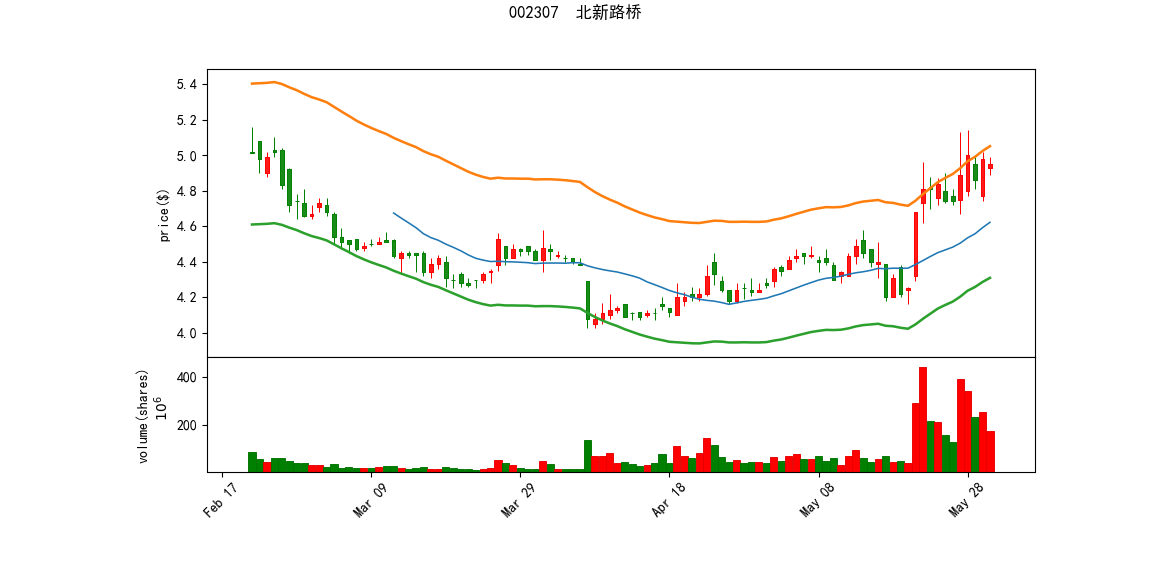 002307 北新路桥
5.4
5.2
5.0
4.8
4.6
4.4
4.2
4.0
price($)
400
200
volume(shares)
10^6
Feb 17
Mar 09
Mar 29
Apr 18
May 08
May 28